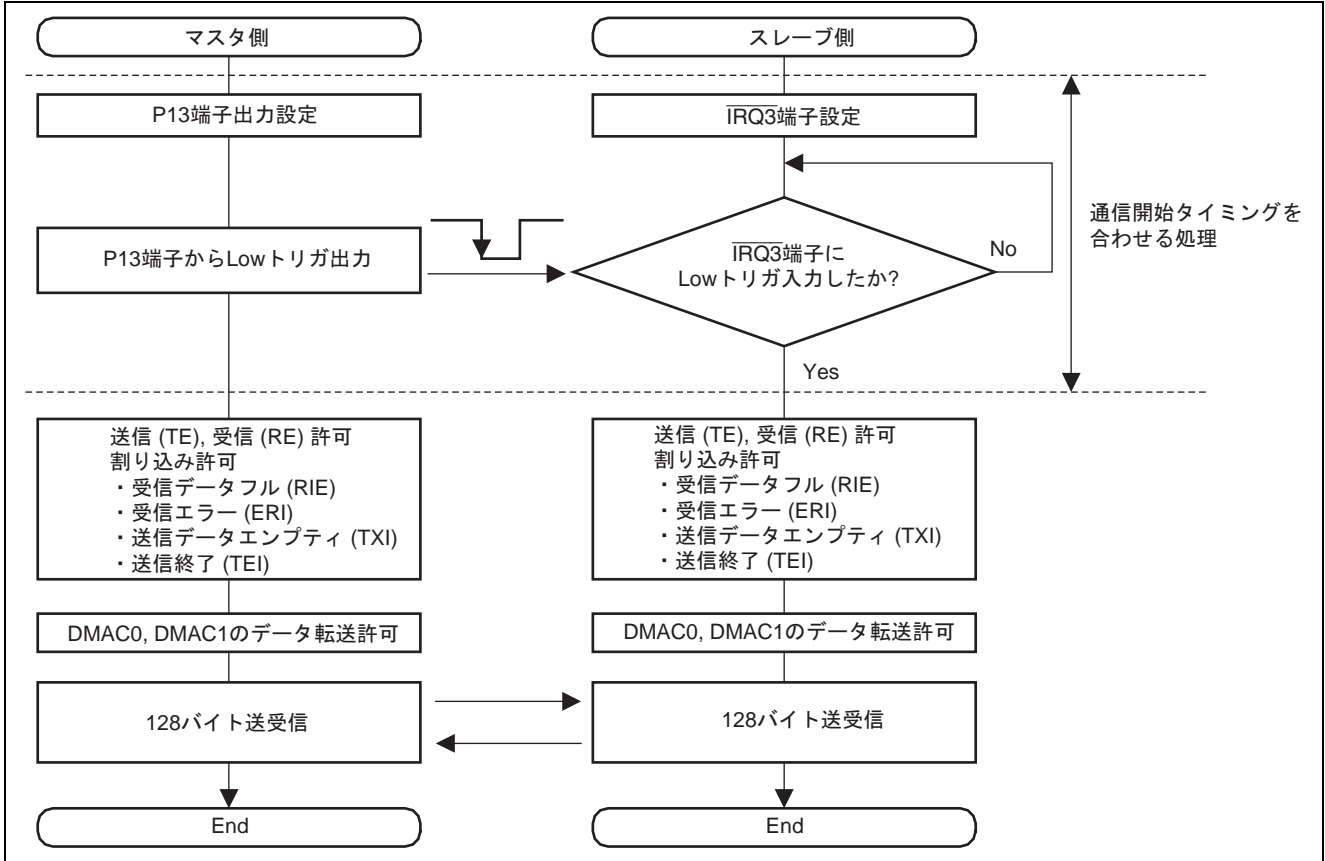 マスタ側
スレーブ側
P13端子出力設定
IRQ3端子設定
通信開始タイミングを
合わせる処理
P13端子からLowトリガ出力
IRQ3端子に
Lowトリガ入力したか?
No
Yes
送信 (TE), 受信 (RE) 許可
割り込み許可
・受信データフル (RIE)
・受信エラー (ERI)
・送信データエンプティ (TXI)
・送信終了 (TEI)
送信 (TE), 受信 (RE) 許可
割り込み許可
・受信データフル (RIE)
・受信エラー (ERI)
・送信データエンプティ (TXI)
・送信終了 (TEI)
DMAC0, DMAC1のデータ転送許可
DMAC0, DMAC1のデータ転送許可
128バイト送受信
128バイト送受信
End
End